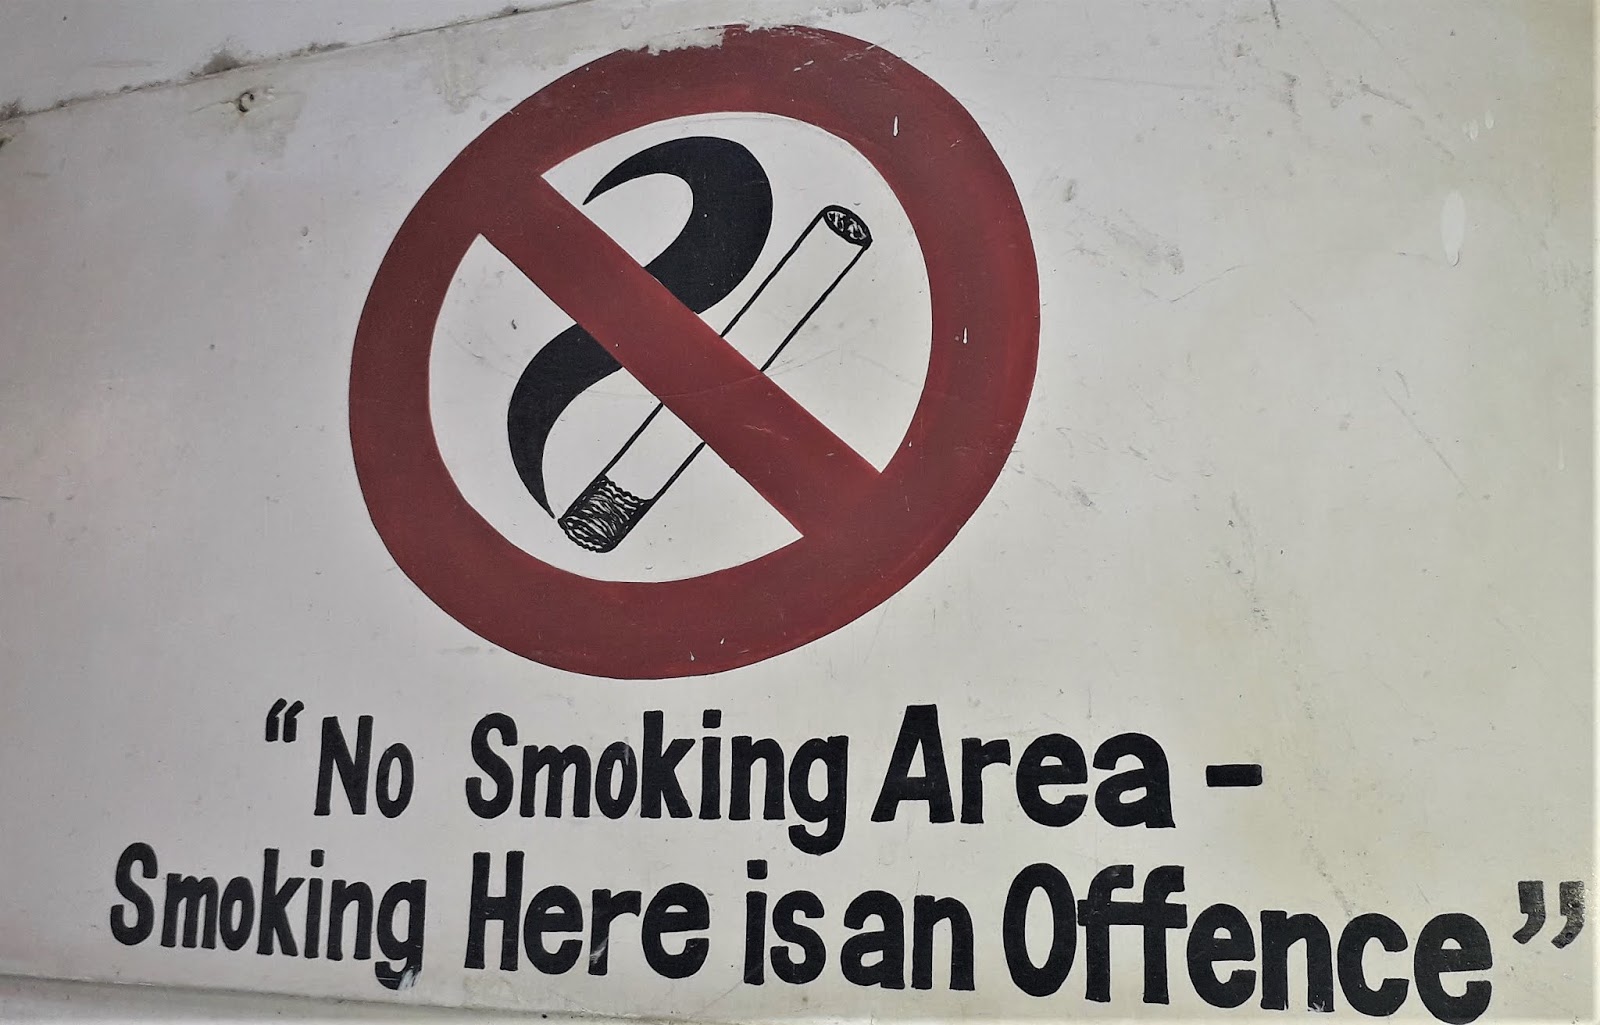 “No Smoking Area -
Smoking Here is an Offence”